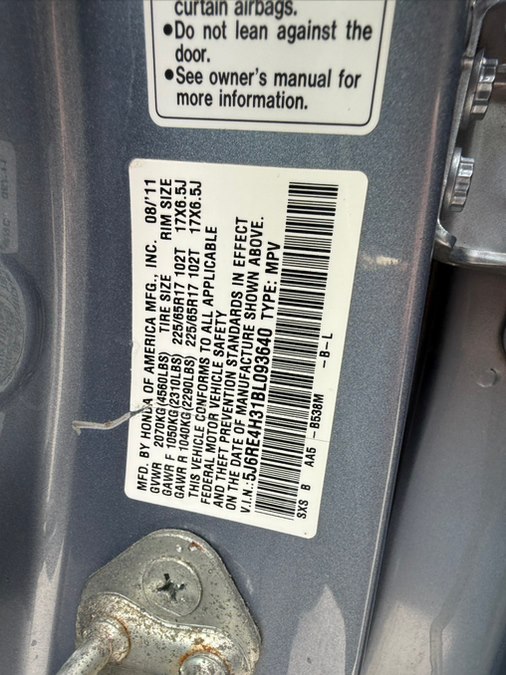 curtain airbags.
●Do not lean against the
door.
●See owner's manual for
more information.
MFD. BY HONDA OF AMERICA MFG., INC. 08/'11
GVWR 2070KG(4560LBS) TIRE SIZE RIM SIZE
GAWR F 1050KG(2310LBS) 225/65R17 102T 17X6.5J
GAWR R 1040KG(2290LBS) 225/65R17 102T 17X6.5J
THIS VEHICLE CONFORMS TO ALL APPLICABLE
FEDERAL MOTOR VEHICLE SAFETY
AND THEFT PREVENTION STANDARDS IN EFFECT
ON THE DATE OF MANUFACTURE SHOWN ABOVE.
V.I.N.:5J6RE4H31BL093640 TYPE: MPV
SXS B AA5 -B538M -B-L